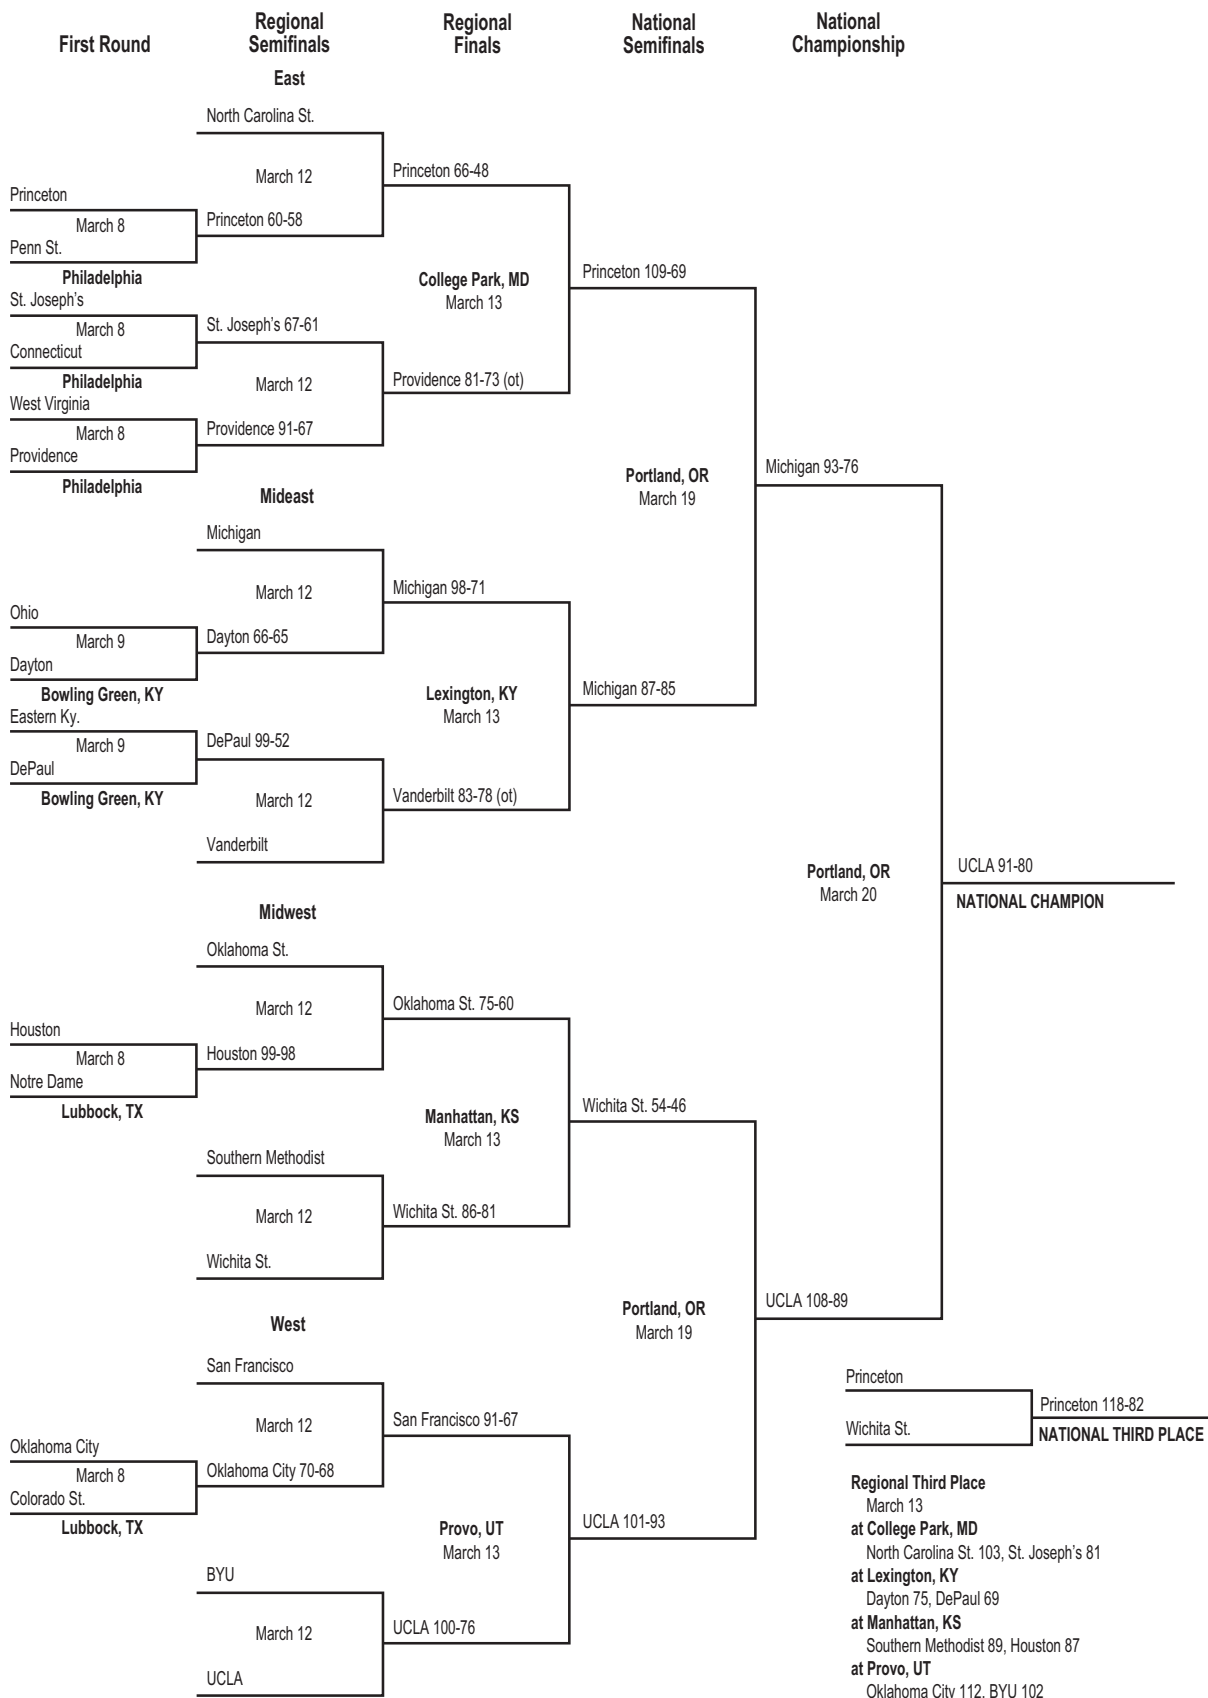 First Round
Regional
Semifinals
Regional
Finals
National
Semifinals
National
Championship
East
North Carolina St.
March 12
Princeton 66-48
Princeton
March 8
Princeton 60-58
Penn St.
Philadelphia
College Park, MD
March 13
Princeton 109-69
St. Joseph's
March 8
St. Joseph's 67-61
Connecticut
Philadelphia
March 12
Providence 81-73 (ot)
West Virginia
March 8
Providence 91-67
Providence
Philadelphia
Portland, OR
March 19
Michigan 93-76
Mideast
Michigan
March 12
Michigan 98-71
Ohio
March 9
Dayton 66-65
Dayton
Bowling Green, KY
Lexington, KY
March 13
Michigan 87-85
Eastern Ky.
March 9
DePaul 99-52
DePaul
Bowling Green, KY
March 12
Vanderbilt 83-78 (ot)
Vanderbilt
Portland, OR
March 20
UCLA 91-80
NATIONAL CHAMPION
Midwest
Oklahoma St.
March 12
Oklahoma St. 75-60
Houston
March 8
Houston 99-98
Notre Dame
Lubbock, TX
Manhattan, KS
March 13
Wichita St. 54-46
Southern Methodist
March 12
Wichita St. 86-81
Wichita St.
Portland, OR
March 19
UCLA 108-89
West
San Francisco
March 12
San Francisco 91-67
Oklahoma City
March 8
Oklahoma City 70-68
Colorado St.
Lubbock, TX
Provo, UT
March 13
UCLA 101-93
BYU
March 12
UCLA 100-76
UCLA
Princeton
Princeton 118-82
Wichita St.
NATIONAL THIRD PLACE
Regional Third Place
March 13
at College Park, MD
North Carolina St. 103, St. Joseph's 81
at Lexington, KY
Dayton 75, DePaul 69
at Manhattan, KS
Southern Methodist 89, Houston 87
at Provo, UT
Oklahoma City 112, BYU 102